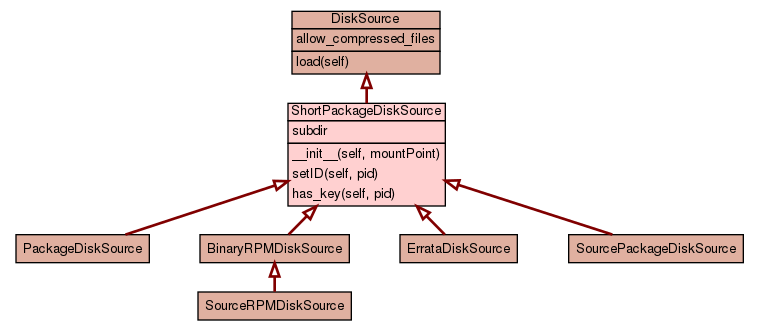 DiskSource
allow_compressed_files
load(self)
ShortPackageDiskSource
subdir
__init__(self, mountPoint)
setID(self, pid)
has_key(self, pid)
PackageDiskSource
BinaryRPMDiskSource
ErrataDiskSource
SourcePackageDiskSource
SourceRPMDiskSource